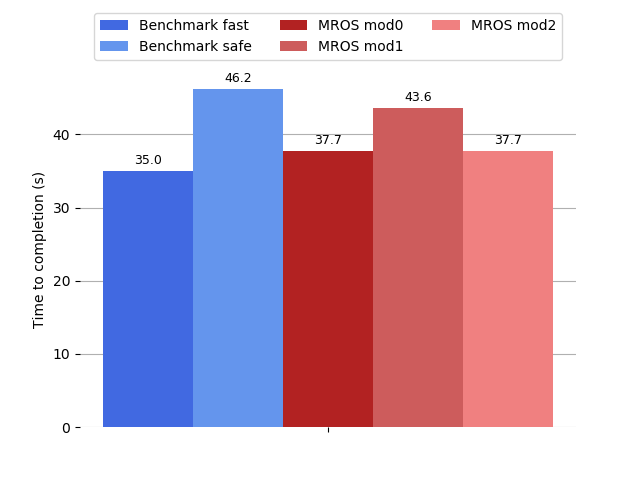 Benchmark fast
Benchmark safe
MROS mod0
MROS mod1
MROS mod2
46.2
43.6
37.7
37.7
35.0
Time to completion (s)
40
30
20
10
0